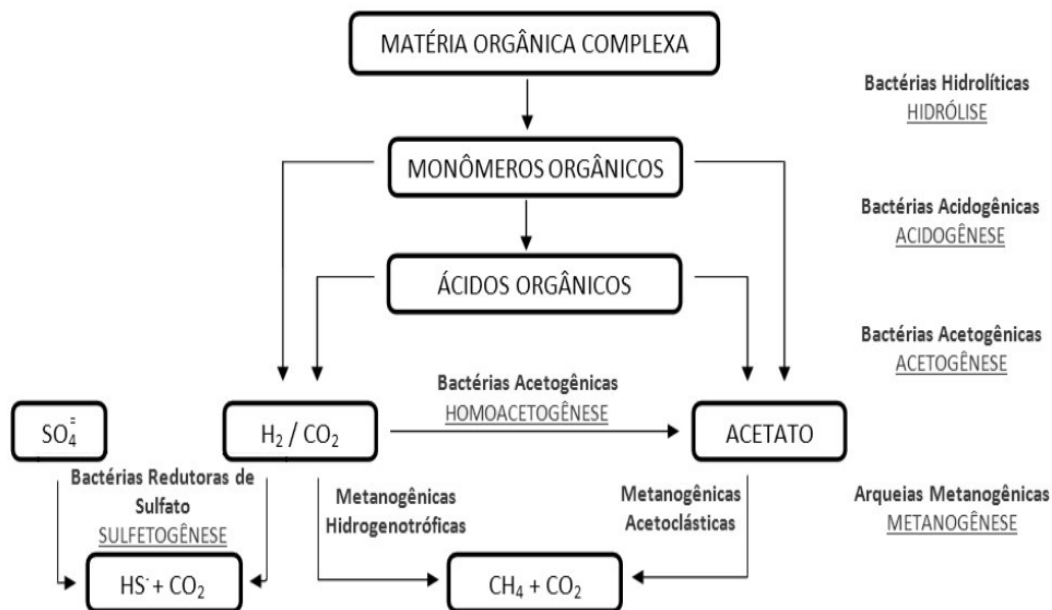 MATÉRIA ORGÂNICA COMPLEXA
Bactérias Hidrolíticas
HIDRÓLISE
MONÔMEROS ORGÂNICOS
Bactérias Acidogênicas
ACIDOGÊNESE
ÁCIDOS ORGÂNICOS
Bactérias Acetogênicas
ACETOGÊNESE
Bactérias Acetogênicas
HOMOACETOGÊNESE
SO₄⁼
H₂ / CO₂
ACETATO
Bactérias Redutoras de
Sulfato
SULFETOGÊNESE
Metanogênicas
Hidrogenotróficas
Metanogênicas
Acetoclásticas
Arqueias Metanogênicas
METANOGÊNESE
HS⁻ + CO₂
CH₄ + CO₂